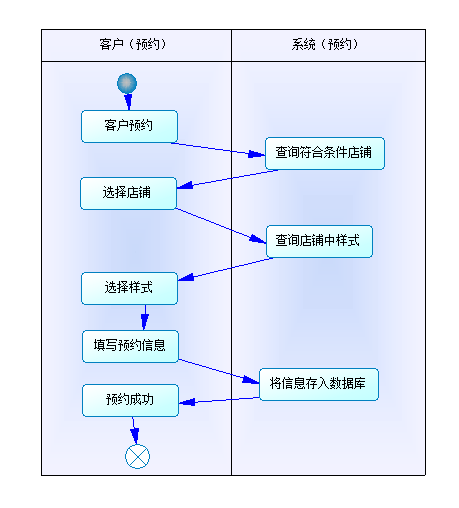 客户（预约）
系统（预约）
客户预约
查询符合条件店铺
选择店铺
查询店铺中样式
选择样式
填写预约信息
将信息存入数据库
预约成功